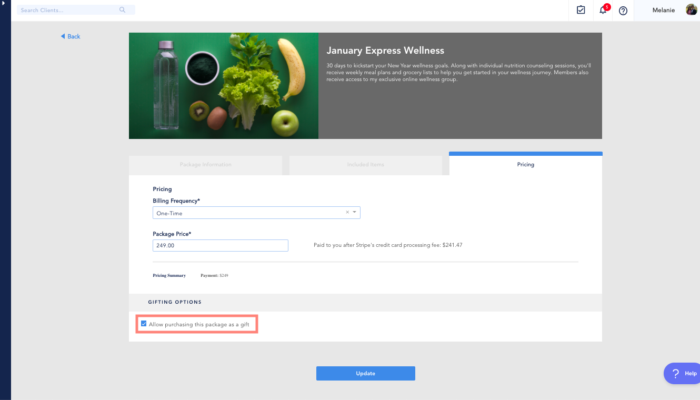 Search Clients...
1
Melanie
Back
January Express Wellness
30 days to kickstart your New Year wellness goals. Along with individual nutrition counseling sessions, you'll
receive weekly meal plans and grocery lists to help you get started in your wellness journey. Members also
receive access to my exclusive online wellness group.
Package Information
Included Items
Pricing
Pricing
Billing Frequency*
One-Time
Package Price*
249.00
Paid to you after Stripe's credit card processing fee: $241.47
Pricing Summary Payment: $249
GIFTING OPTIONS
Allow purchasing this package as a gift
Update
? Help